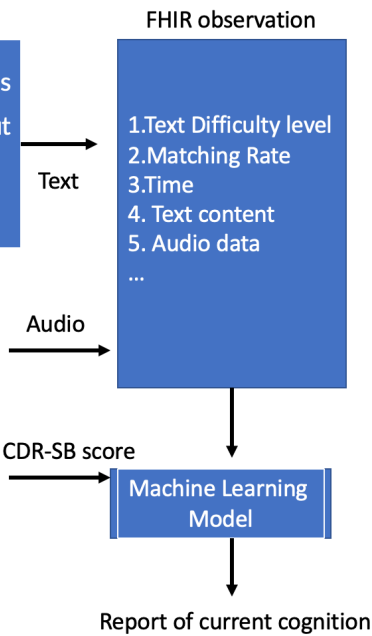 FHIR observation
1.Text Difficulty level
2.Matching Rate
3.Time
4. Text content
5. Audio data
...
Text
Audio
CDR-SB score
Machine Learning
Model
Report of current cognition